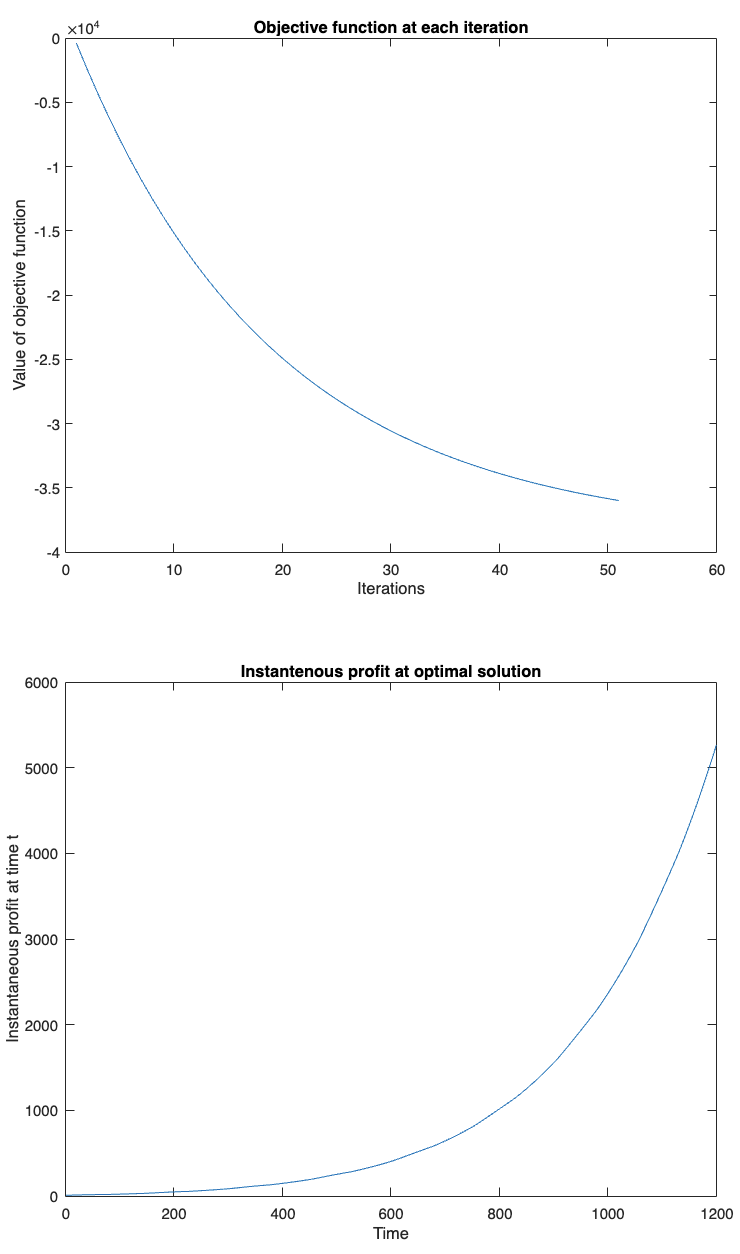 Objective function at each iteration
×10⁴
0
-0.5
-1
-1.5
-2
-2.5
-3
-3.5
-4
Value of objective function
0 10 20 30 40 50 60
Iterations
Instantenous profit at optimal solution
6000
5000
4000
3000
2000
1000
0
Instantaneous profit at time t
0 200 400 600 800 1000 1200
Time